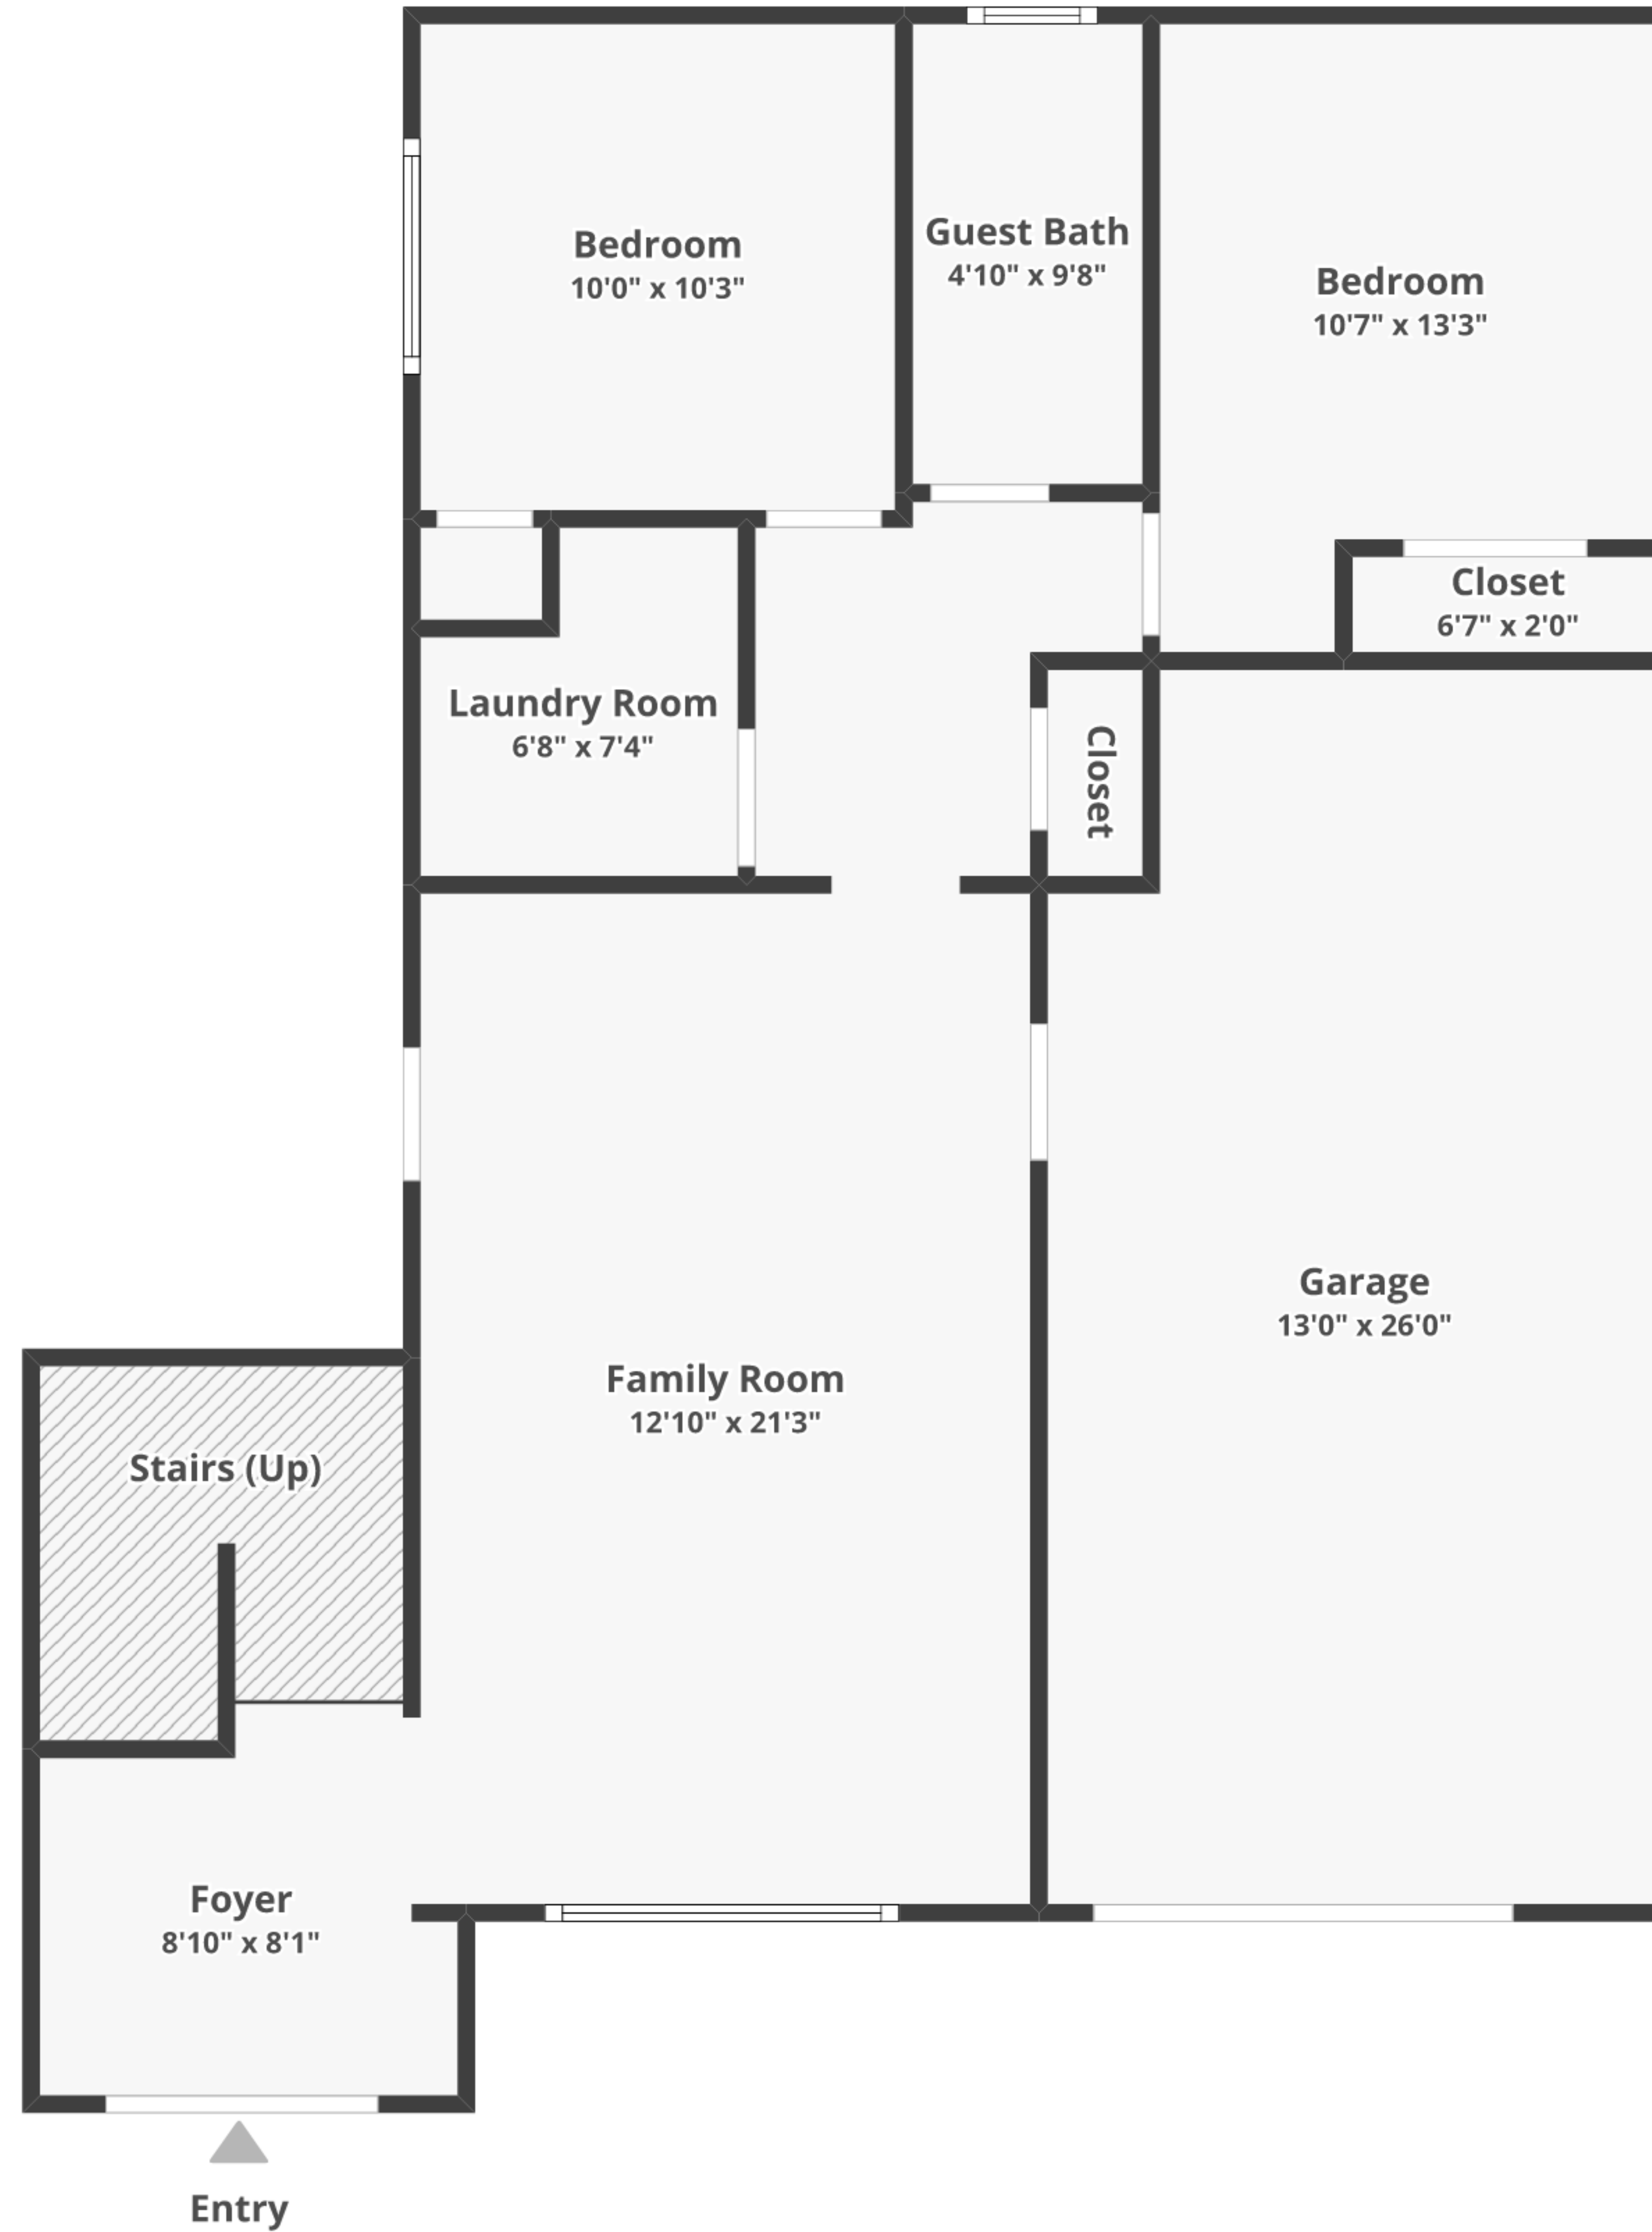 Bedroom
10'0" x 10'3"
Guest Bath
4'10" x 9'8"
Bedroom
10'7" x 13'3"
Closet
6'7" x 2'0"
Laundry Room
6'8" x 7'4"
Closet
Garage
13'0" x 26'0"
Family Room
12'10" x 21'3"
Stairs (Up)
Foyer
8'10" x 8'1"
Entry